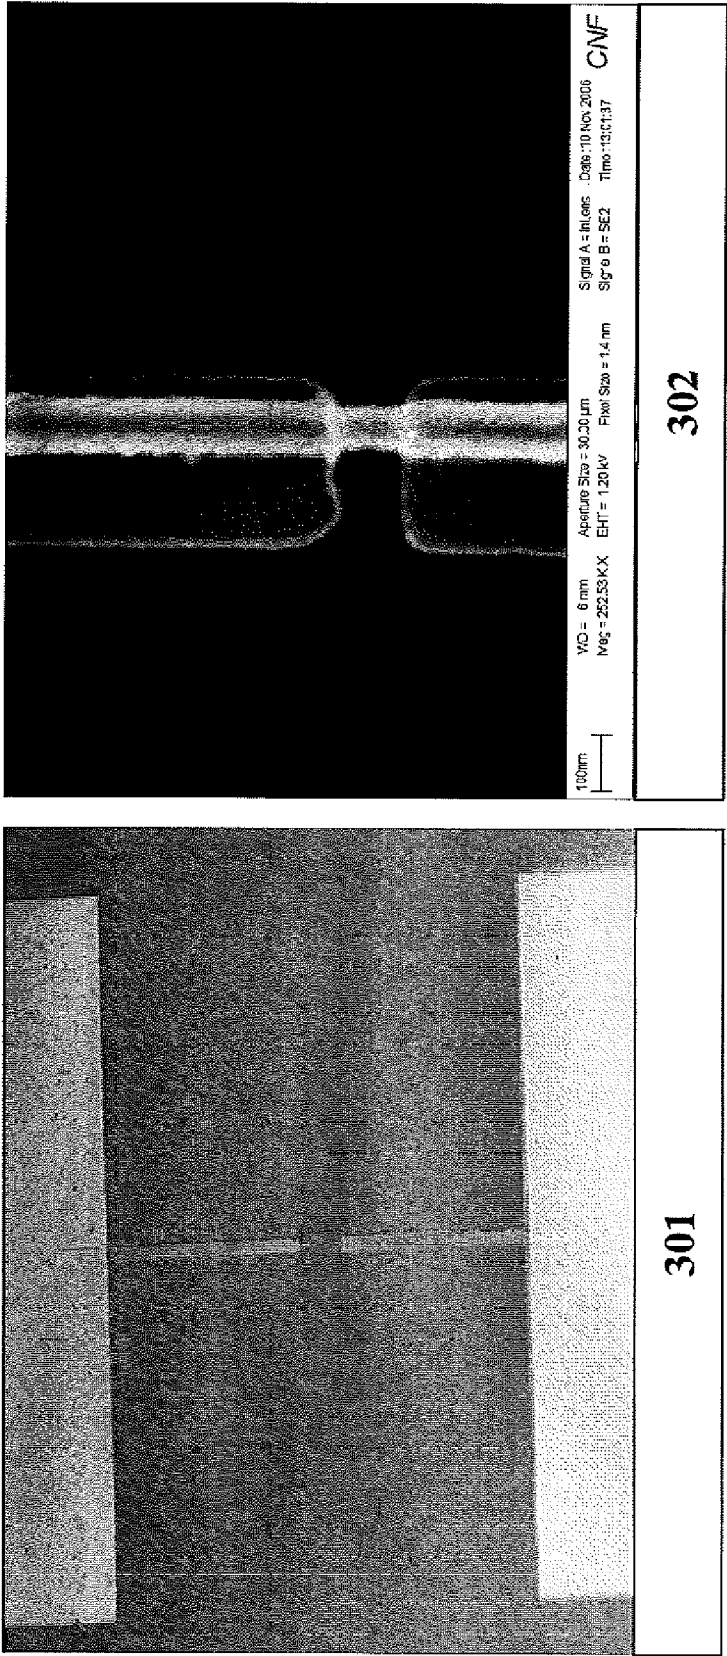 100nm
WD = 6 mm Aperture Size = 30.00 µm Signal A = InLens Date :10 Nov 2006
Mag = 252.53 K X EHT = 1.20 kV Pixel Size = 1.4 nm Signal B = SE2 Time :13:01:37
CNF
302
301